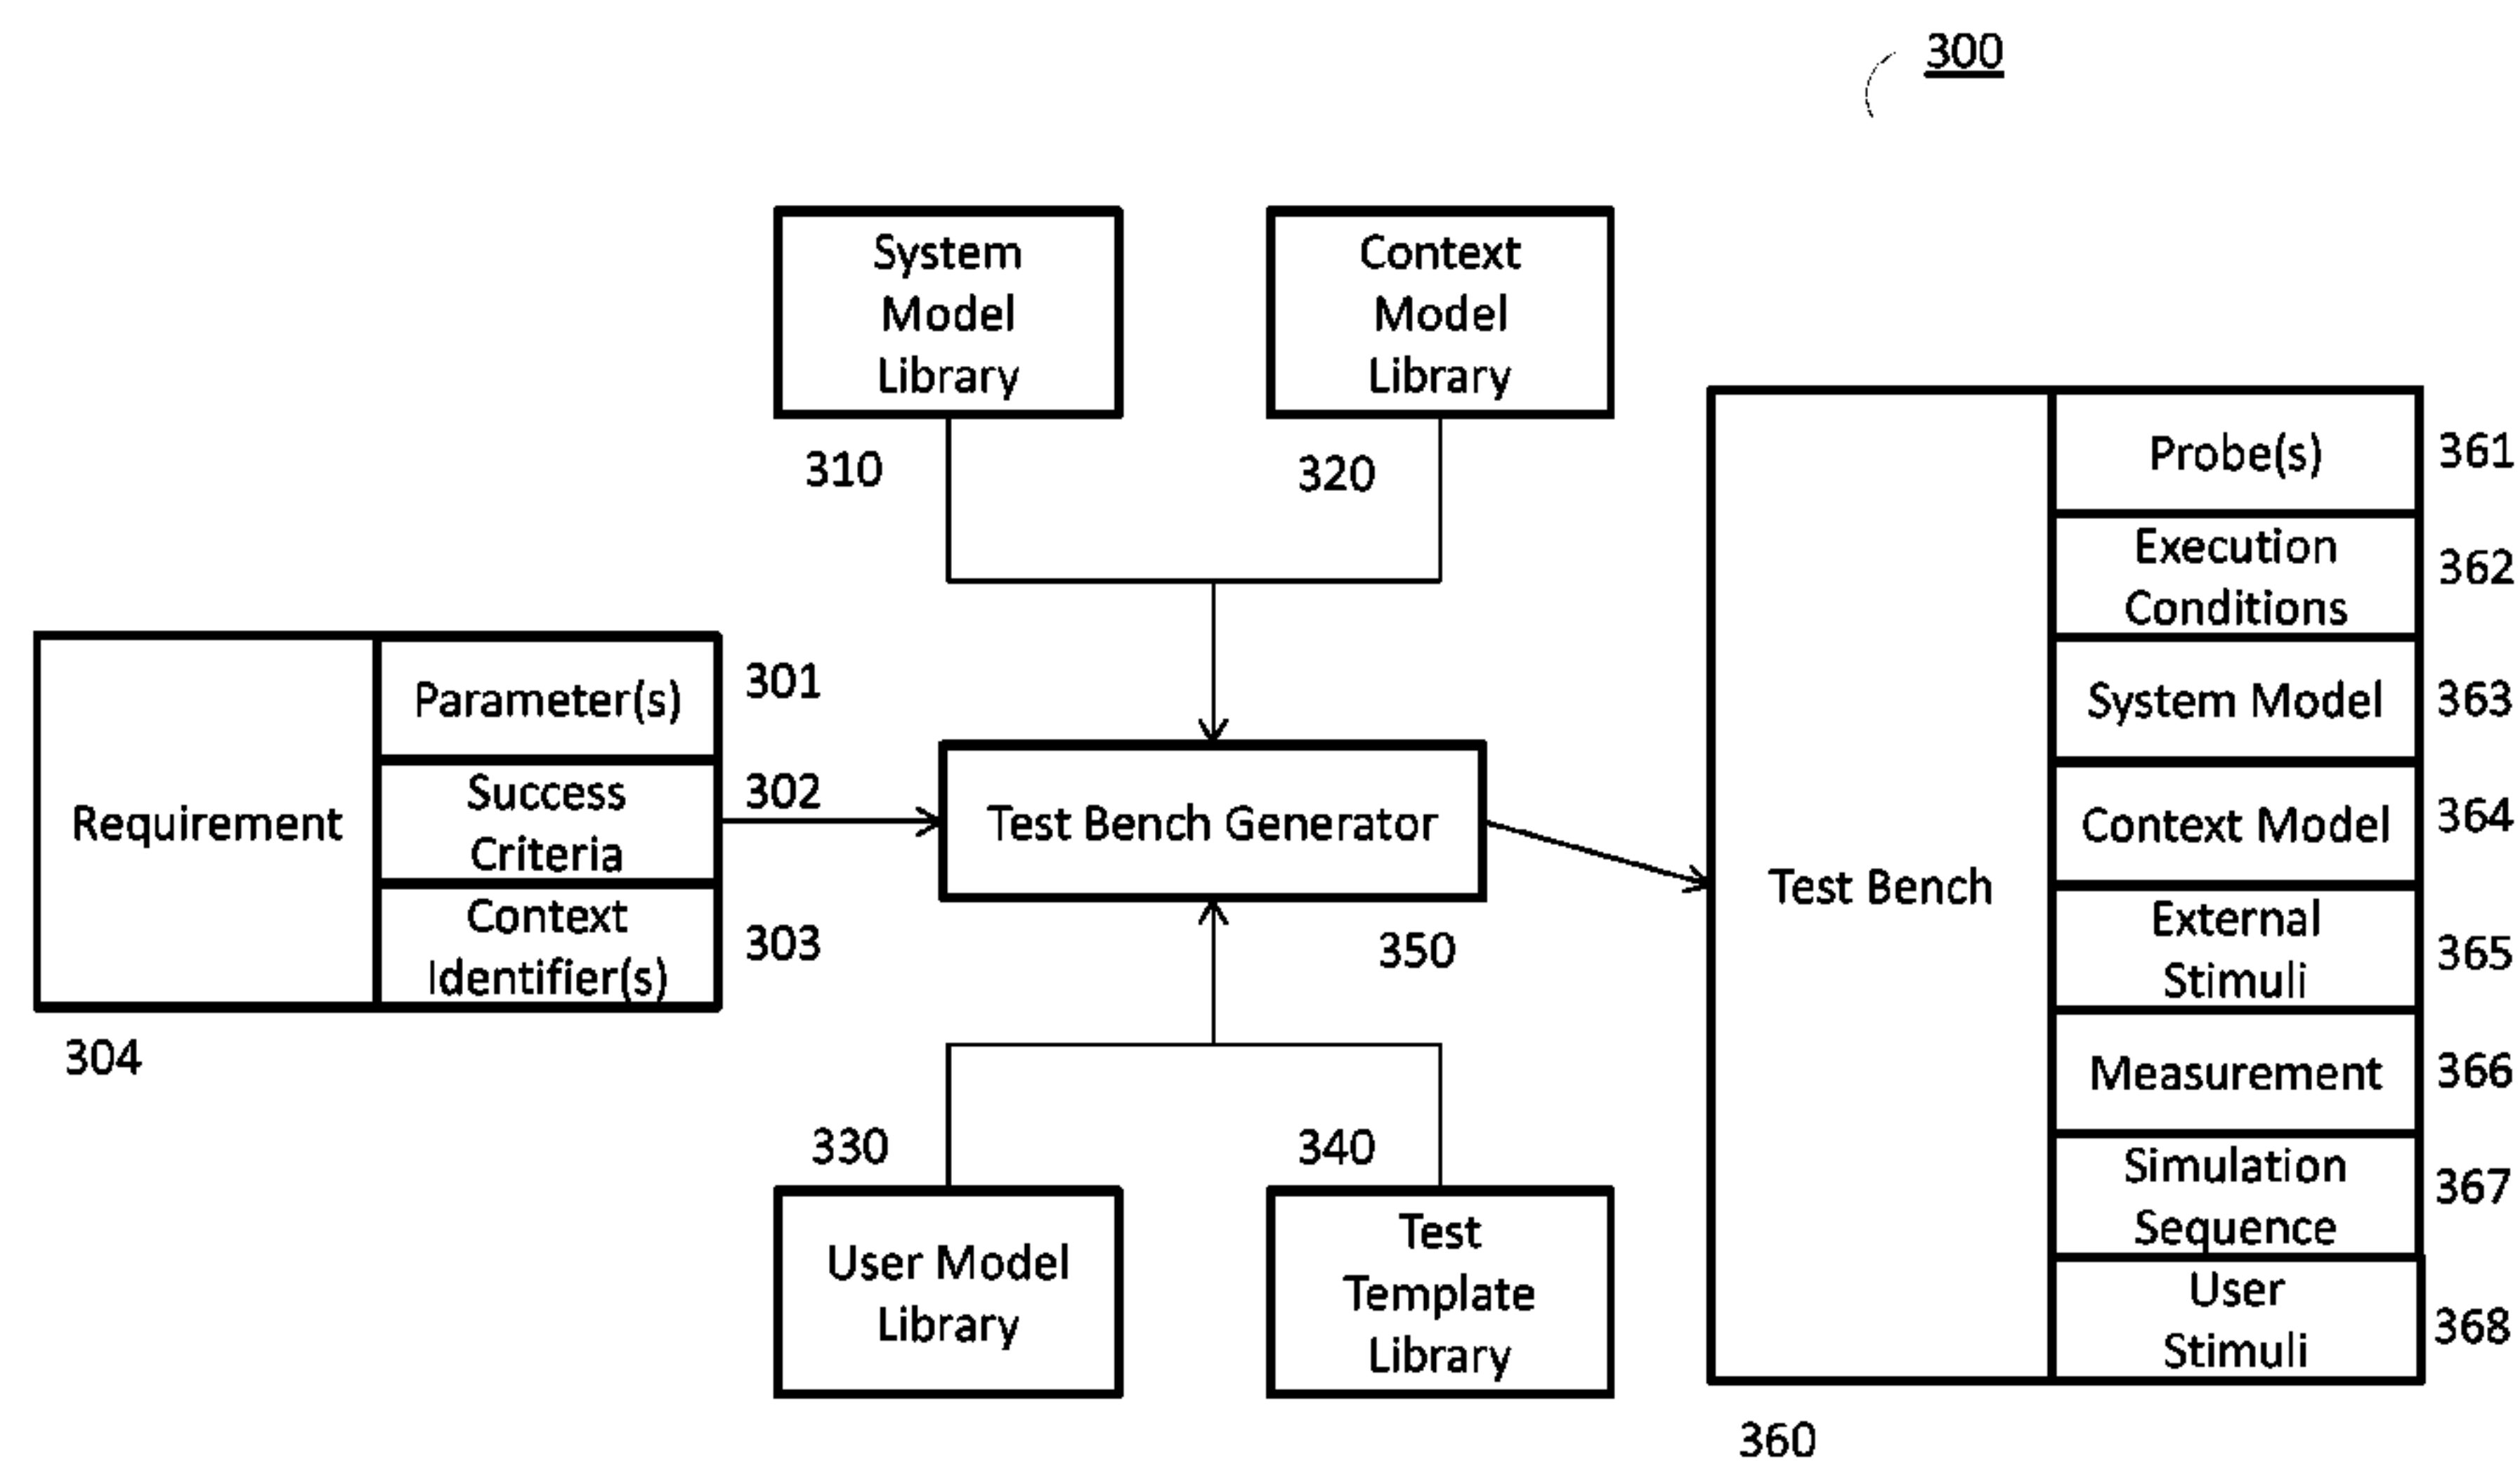 300
System
Model
Library
310
Context
Model
Library
320
Requirement
304
Parameter(s)
301
Success
Criteria
302
Context
Identifier(s)
303
Test Bench Generator
350
330
User Model
Library
340
Test
Template
Library
Test Bench
360
Probe(s)
361
Execution
Conditions
362
System Model
363
Context Model
364
External
Stimuli
365
Measurement
366
Simulation
Sequence
367
User
Stimuli
368